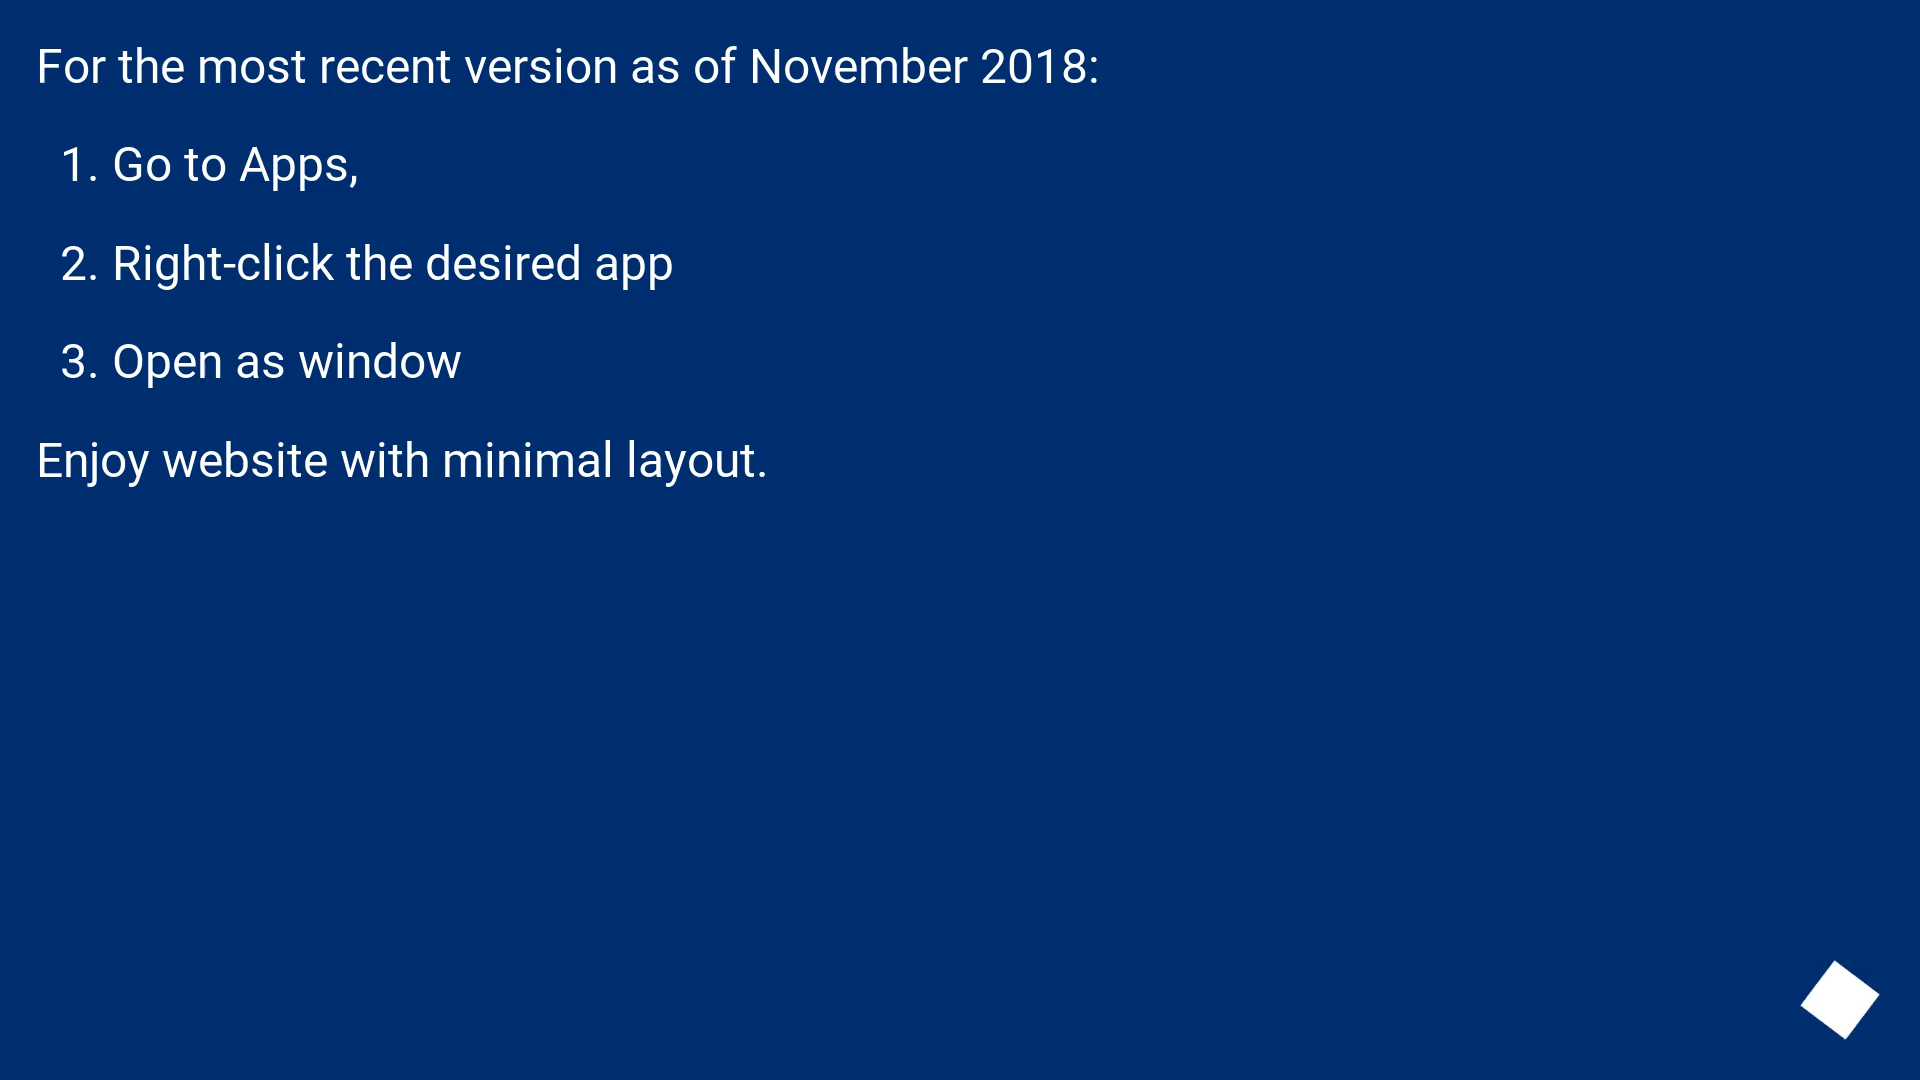 For the most recent version as of November 2018:
1. Go to Apps,
2. Right-click the desired app
3. Open as window
Enjoy website with minimal layout.